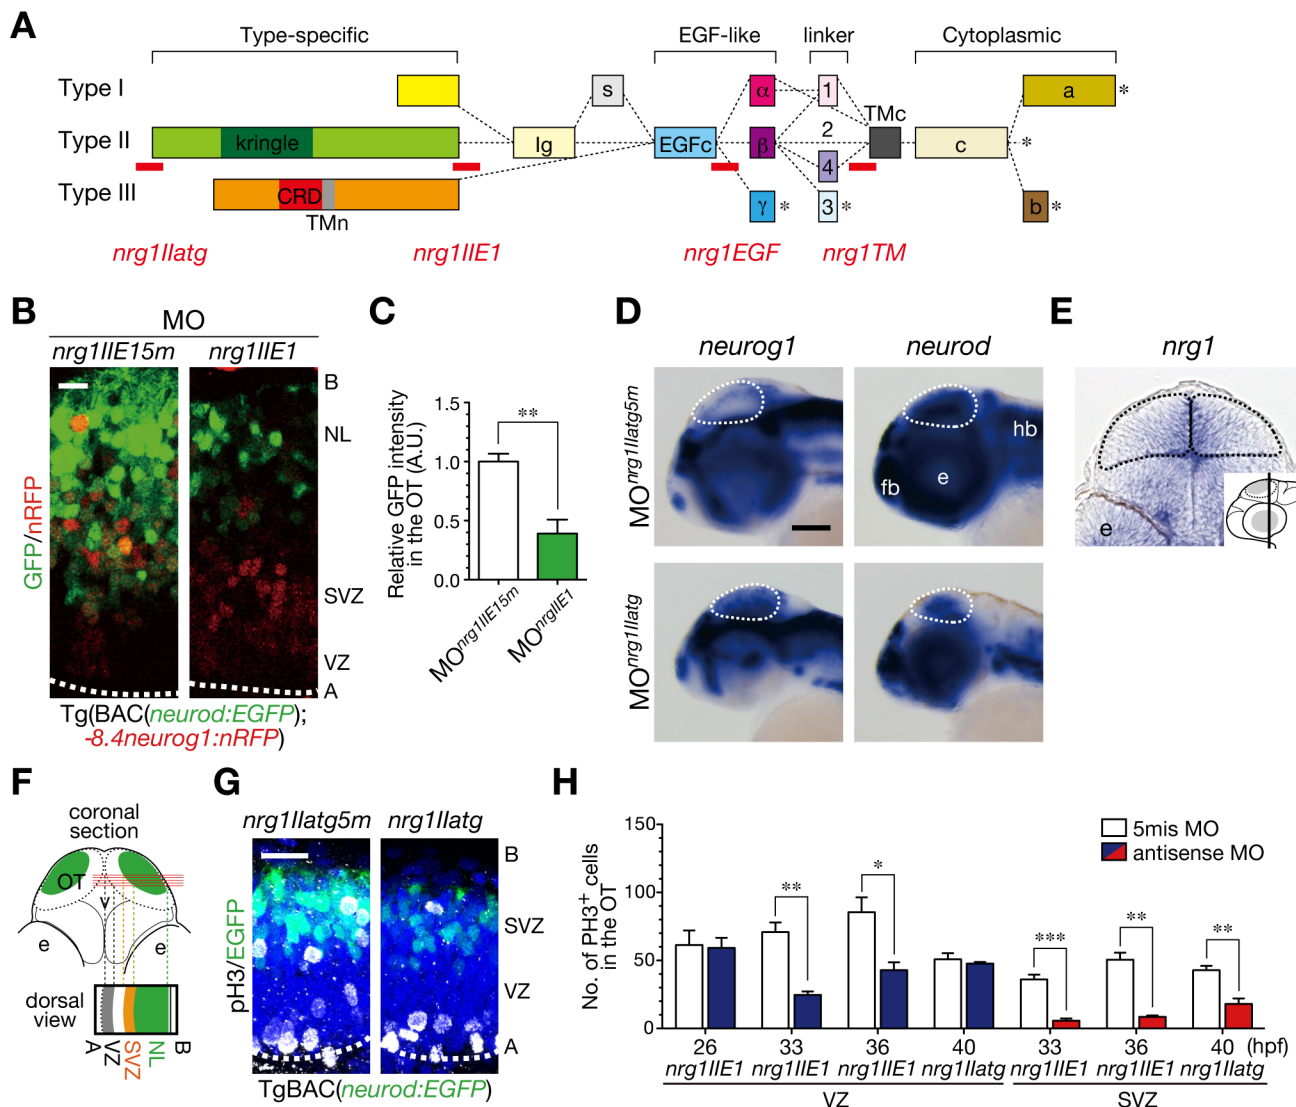 A
Type-specific
EGF-like
linker
Cytoplasmic
Type I
s
α
1
a
*
TMc
Type II
kringle
Ig
EGFc
β
2
c
*
4
Type III
CRD
γ
*
3
*
b
*
TMn
nrg1IIatg
nrg1IIE1
nrg1EGF
nrg1TM
B
MO
nrg1IIE15m
nrg1IIE1
GFP/nRFP
B
NL
SVZ
VZ
A
Tg(BAC(neurod:EGFP);
-8.4neurog1:nRFP)
C
Relative GFP intensity
in the OT (A.U.)
1.5
1.0
0.5
0.0
**
MOnrg1IIE15m
MOnrgIIE1
D
neurog1
neurod
MOnrg1IIatg5m
hb
fb
e
MOnrg1IIatg
E
nrg1
e
F
coronal
section
OT
V
e
e
dorsal
view
A
VZ
SVZ
NL
B
G
nrg1IIatg5m
nrg1IIatg
pH3/EGFP
B
SVZ
VZ
A
TgBAC(neurod:EGFP)
H
No. of PH3+ cells
in the OT
150
100
50
0
5mis MO
antisense MO
**
*
***
**
**
26
33
36
40
33
36
40
(hpf)
nrg1IIE1
nrg1IIE1
nrg1IIE1
nrg1IIatg
nrg1IIE1
nrg1IIE1
nrg1IIatg
VZ
SVZ